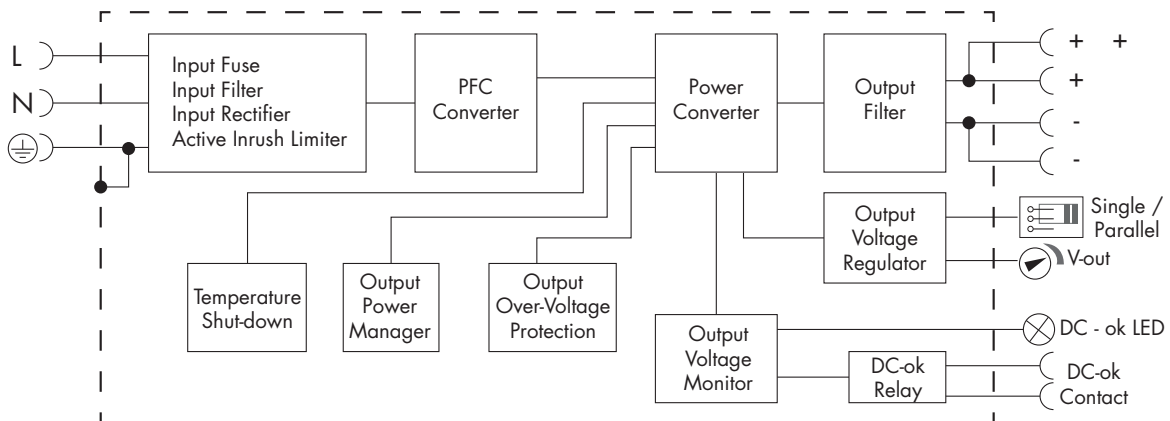 L
N
Input Fuse
Input Filter
Input Rectifier
Active Inrush Limiter
PFC
Converter
Power
Converter
Output
Filter
+ +
+
-
-
Temperature
Shut-down
Output
Power
Manager
Output
Over-Voltage
Protection
Output
Voltage
Regulator
Single /
Parallel
V-out
Output
Voltage
Monitor
DC-ok
Relay
DC - ok LED
DC-ok
Contact